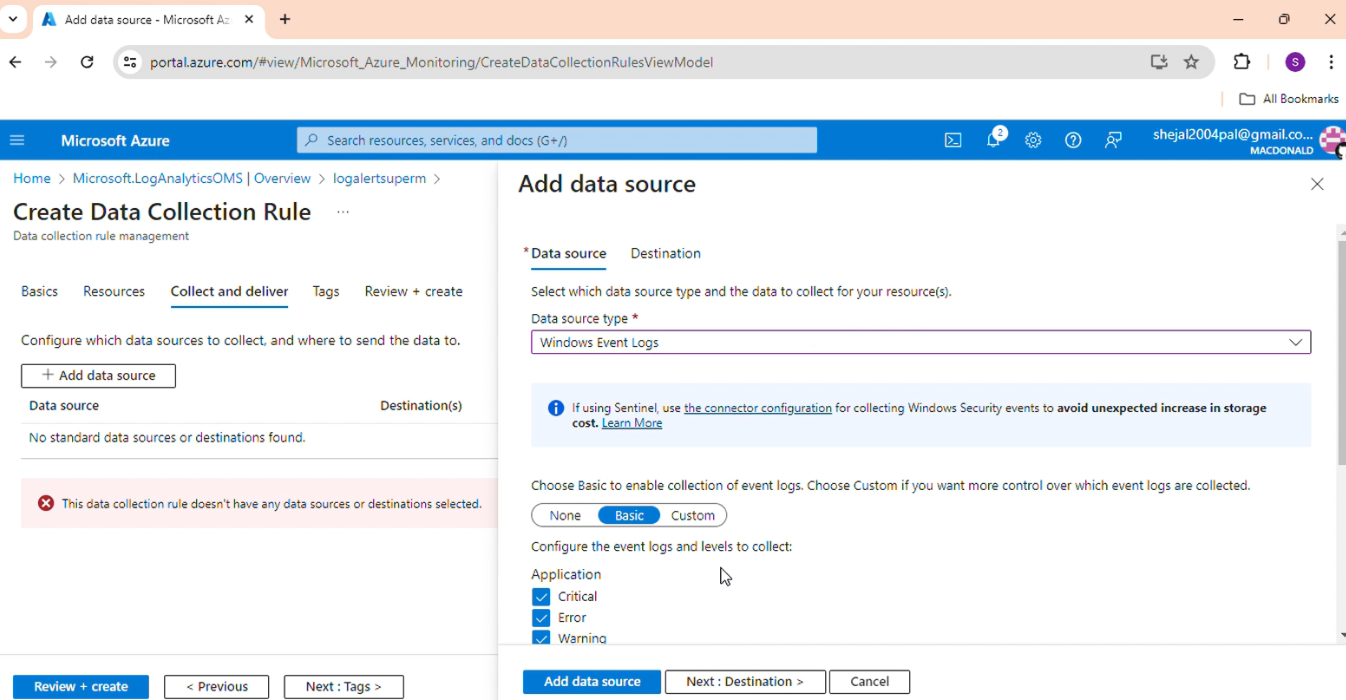 Add data source - Microsoft Az
portal.azure.com/#view/Microsoft_Azure_Monitoring/CreateDataCollectionRulesViewModel
S
All Bookmarks
Microsoft Azure
Search resources, services, and docs (G+/)
2
shejal2004pal@gmail.co...
MACDONALD
Home > Microsoft.LogAnalyticsOMS | Overview > logalertsuperm >
Create Data Collection Rule ...
Data collection rule management
Basics Resources Collect and deliver Tags Review + create
Configure which data sources to collect, and where to send the data to.
+ Add data source
Data source Destination(s)
No standard data sources or destinations found.
This data collection rule doesn't have any data sources or destinations selected.
Review + create < Previous Next : Tags >
Add data source
* Data source Destination
Select which data source type and the data to collect for your resource(s).
Data source type *
Windows Event Logs
If using Sentinel, use the connector configuration for collecting Windows Security events to avoid unexpected increase in storage
cost. Learn More
Choose Basic to enable collection of event logs. Choose Custom if you want more control over which event logs are collected.
None Basic Custom
Configure the event logs and levels to collect:
Application
Critical
Error
Warning
Add data source Next : Destination > Cancel